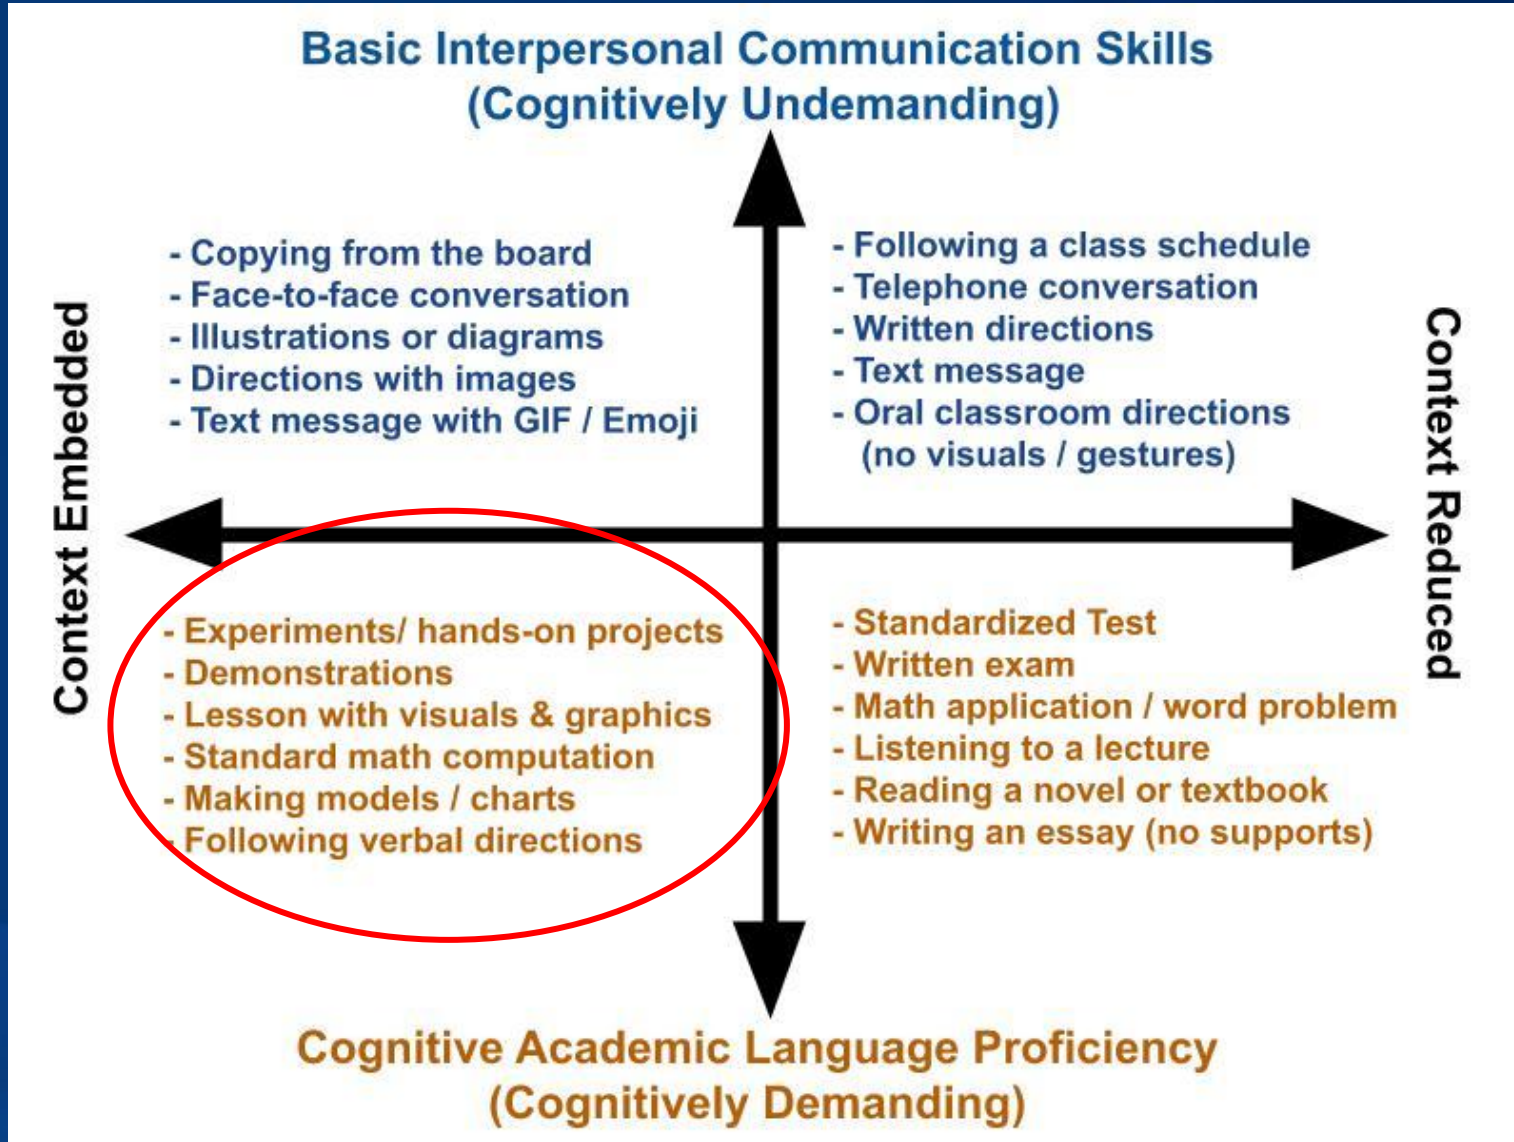 Basic Interpersonal Communication Skills
(Cognitively Undemanding)
Context Embedded
- Copying from the board
- Face-to-face conversation
- Illustrations or diagrams
- Directions with images
- Text message with GIF / Emoji
- Following a class schedule
- Telephone conversation
- Written directions
- Text message
- Oral classroom directions
(no visuals / gestures)
Context Reduced
- Experiments/ hands-on projects
- Demonstrations
- Lesson with visuals & graphics
- Standard math computation
- Making models / charts
- Following verbal directions
- Standardized Test
- Written exam
- Math application / word problem
- Listening to a lecture
- Reading a novel or textbook
- Writing an essay (no supports)
Cognitive Academic Language Proficiency
(Cognitively Demanding)